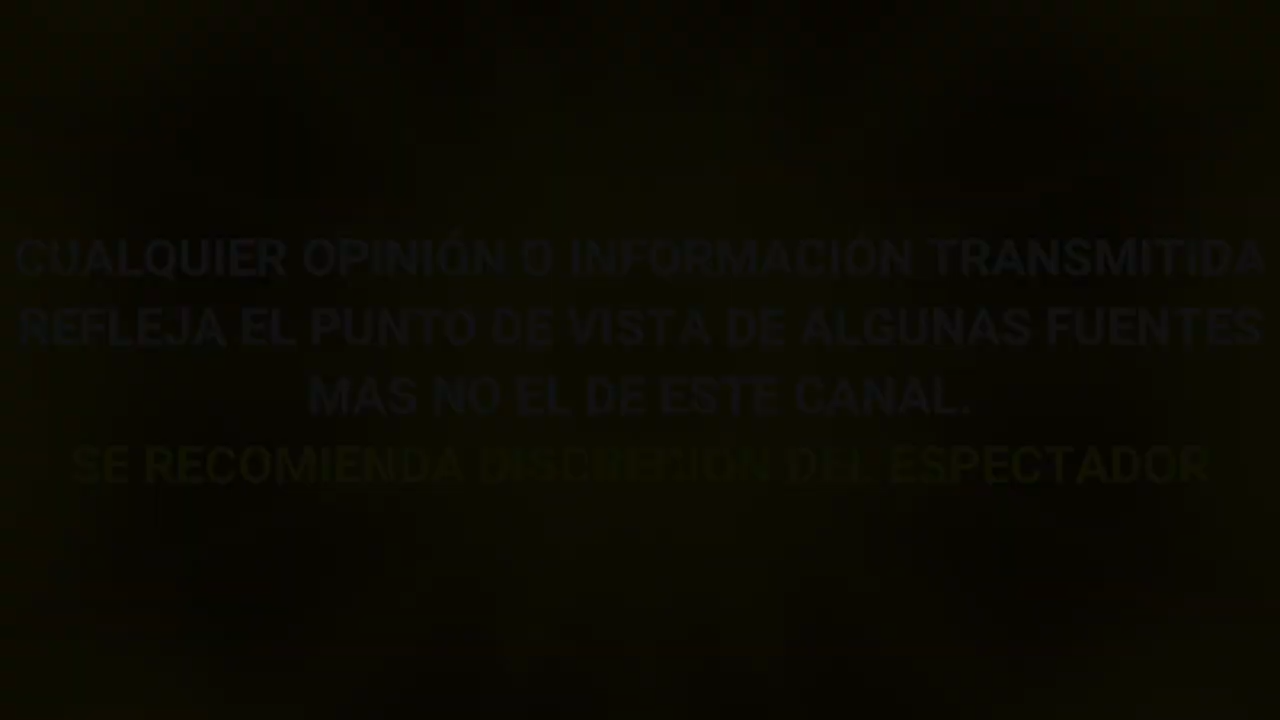 CUALQUIER OPINIÓN O INFORMACIÓN TRANSMITIDA
REFLEJA EL PUNTO DE VISTA DE ALGUNAS FUENTES
MAS NO EL DE ESTE CANAL.
SE RECOMIENDA DISCRECIÓN DEL ESPECTADOR